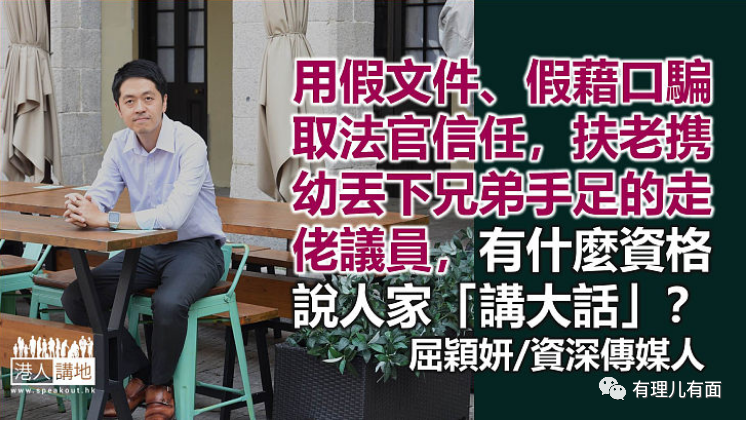 用假文件、假藉口騙
取法官信任，扶老携
幼丟下兄弟手足的走
佬議員，有什麼資格
說人家「講大話」？
屈穎妍/資深傳媒人
港人講地
www.speakout.hk
有理儿有面